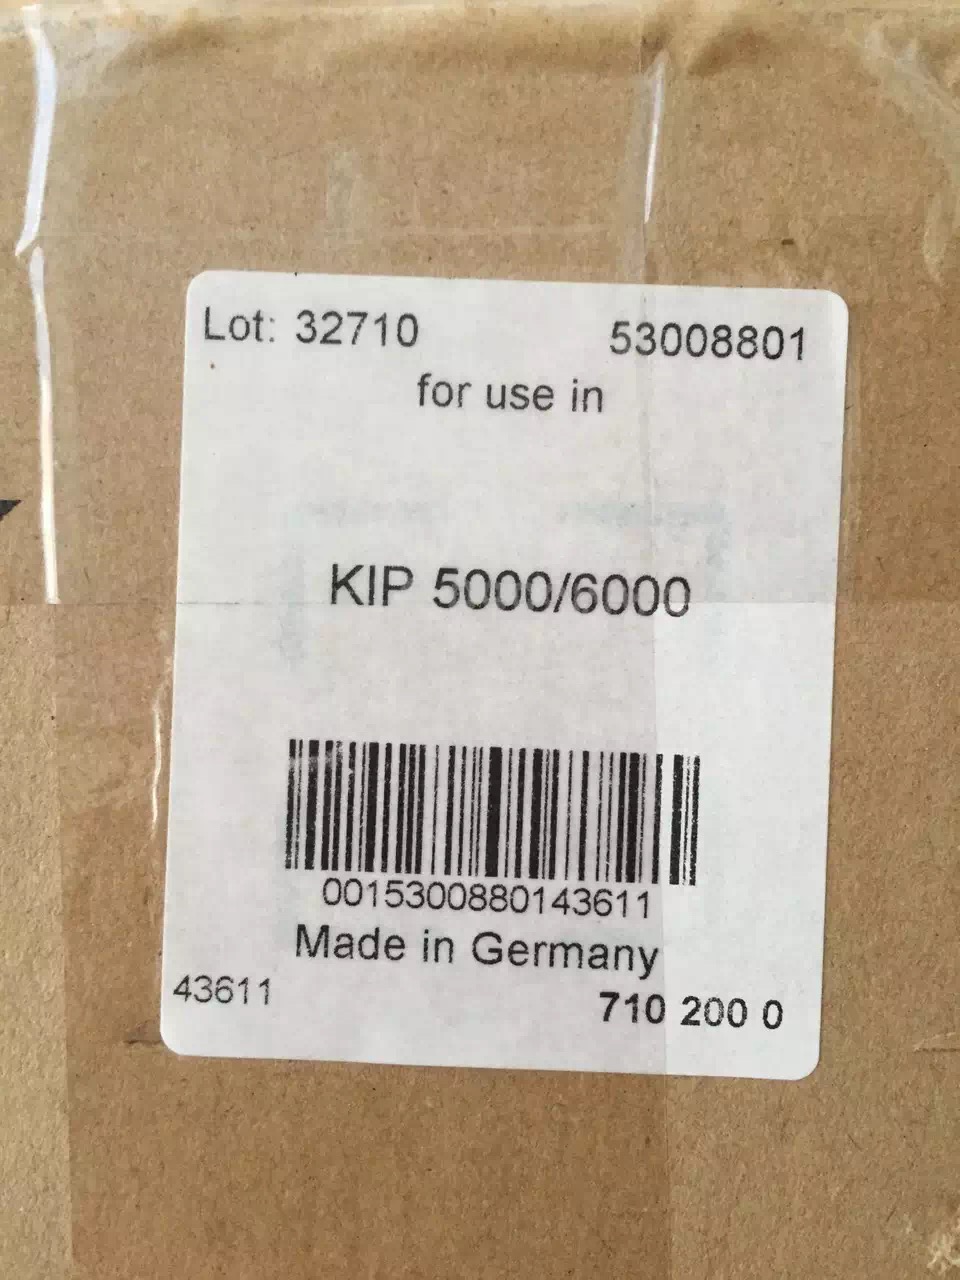 Lot: 32710 53008801
for use in
KIP 5000/6000
0015300880143611
Made in Germany
43611 710 200 0